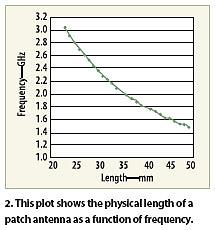 3.2
3.0
2.8
2.6
2.4
2.2
2.0
1.8
1.6
1.4
1.2
1.0
Frequency—GHz
20 25 30 35 40 45 50
Length—mm
2. This plot shows the physical length of a
patch antenna as a function of frequency.